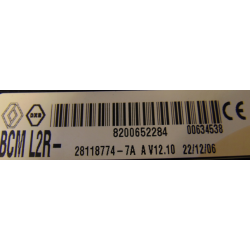 8200652284 00634538
BCM L2R-
28118774-7A A V12.10 22/12/06